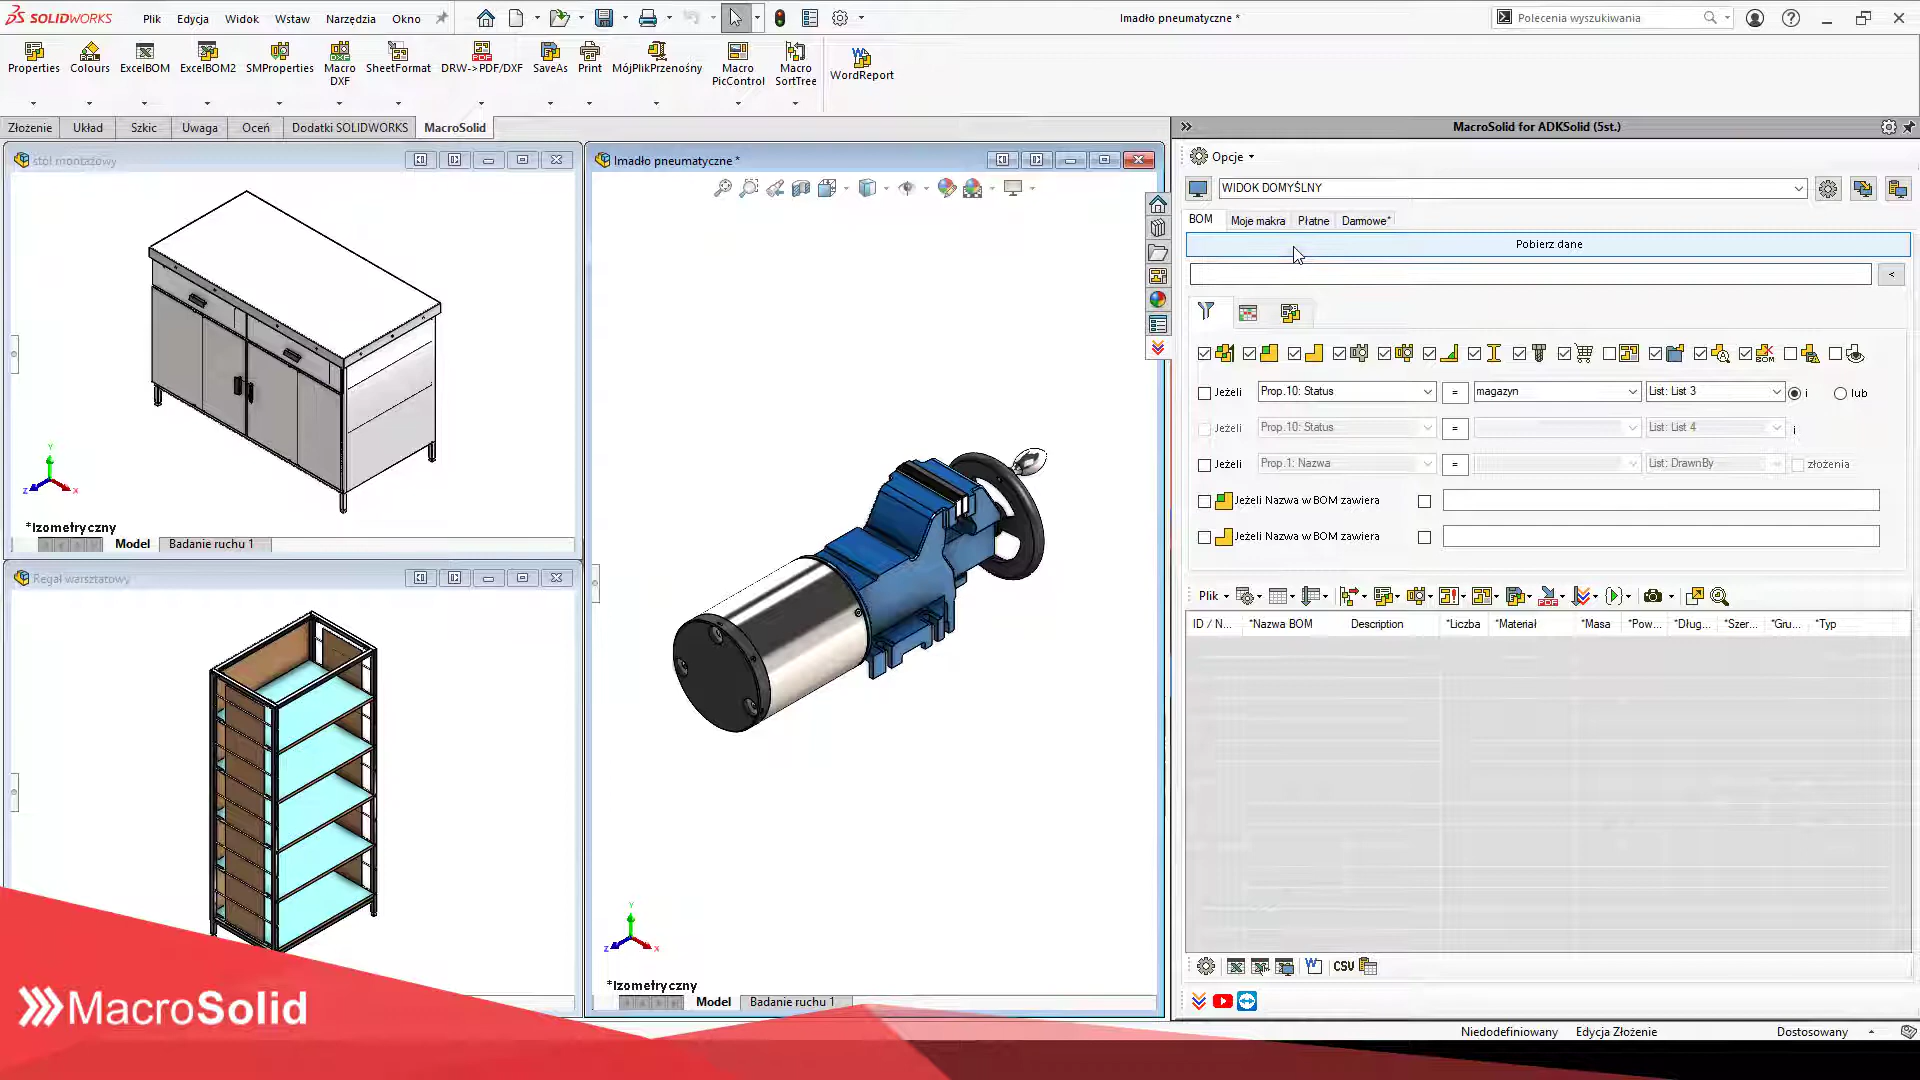 SOLIDWORKS Plik Edycja Widok Wstaw Narzędzia Okno Imadło pneumatyczne * Polecenia wyszukiwania
Properties Colours ExcelBOM ExcelBOM2 SMProperties Macro DXF SheetFormat DRW->PDF/DXF SaveAs Print MójPlikPrzenośny Macro PicControl Macro SortTree WordReport
Złożenie Układ Szkic Uwaga Oceń Dodatki SOLIDWORKS MacroSolid
MacroSolid for ADKSolid (5st.)
stół montażowy
Imadło pneumatyczne *
Opcje
WIDOK DOMYŚLNY
BOM Moje makra Płatne Darmowe*
Pobierz dane
<
BOM
Jeżeli Prop.10: Status = magazyn List: List 3 i lub
Jeżeli Prop.10: Status = List: List 4 i
Jeżeli Prop.1: Nazwa = List: DrawnBy złożenia
Jeżeli Nazwa w BOM zawiera
Jeżeli Nazwa w BOM zawiera
Plik PDF
ID / N... *Nazwa BOM Description *Liczba *Materiał *Masa *Pow... *Dług... *Szer... *Gru... *Typ
Y
Z X
*Izometryczny
Model Badanie ruchu 1
Regał warsztatowy
Y
Z X
*Izometryczny
Model Badanie ruchu 1
CSV
MacroSolid
Niedodefiniowany Edycja Złożenie Dostosowany